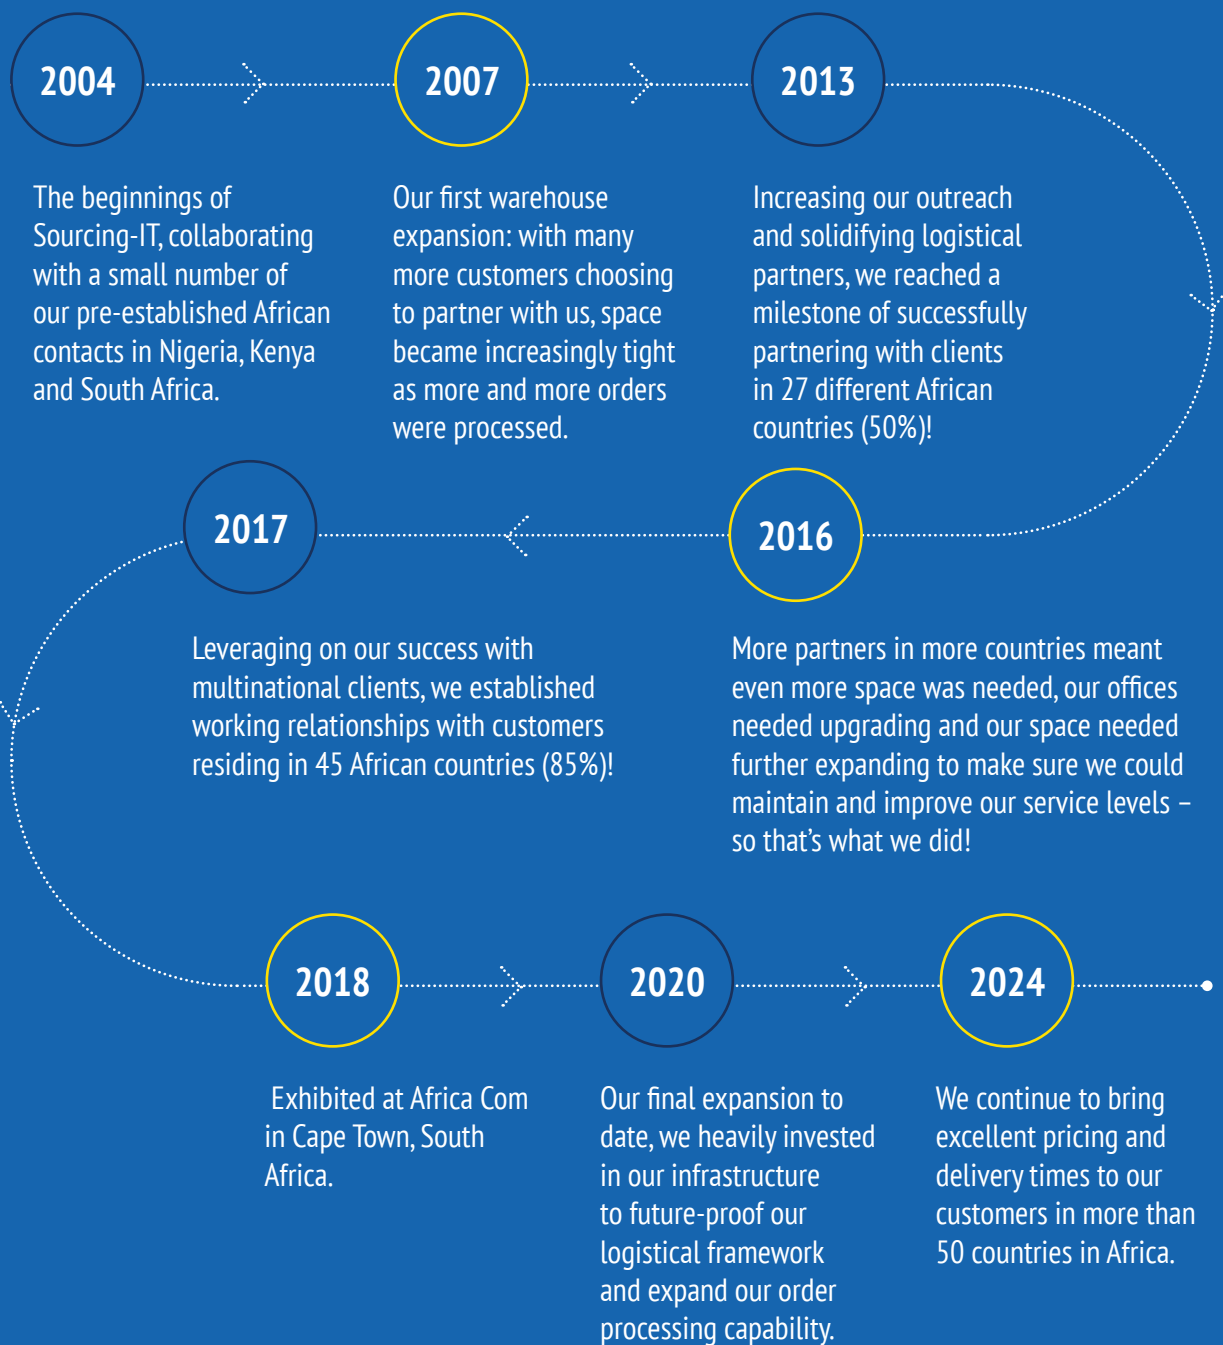 2004
The beginnings of
Sourcing-IT, collaborating
with a small number of
our pre-established African
contacts in Nigeria, Kenya
and South Africa.
2007
Our first warehouse
expansion: with many
more customers choosing
to partner with us, space
became increasingly tight
as more and more orders
were processed.
2013
Increasing our outreach
and solidifying logistical
partners, we reached a
milestone of successfully
partnering with clients
in 27 different African
countries (50%)!
2016
More partners in more countries meant
even more space was needed, our offices
needed upgrading and our space needed
further expanding to make sure we could
maintain and improve our service levels –
so that’s what we did!
2017
Leveraging on our success with
multinational clients, we established
working relationships with customers
residing in 45 African countries (85%)!
2018
Exhibited at Africa Com
in Cape Town, South
Africa.
2020
Our final expansion to
date, we heavily invested
in our infrastructure
to future-proof our
logistical framework
and expand our order
processing capability.
2024
We continue to bring
excellent pricing and
delivery times to our
customers in more than
50 countries in Africa.